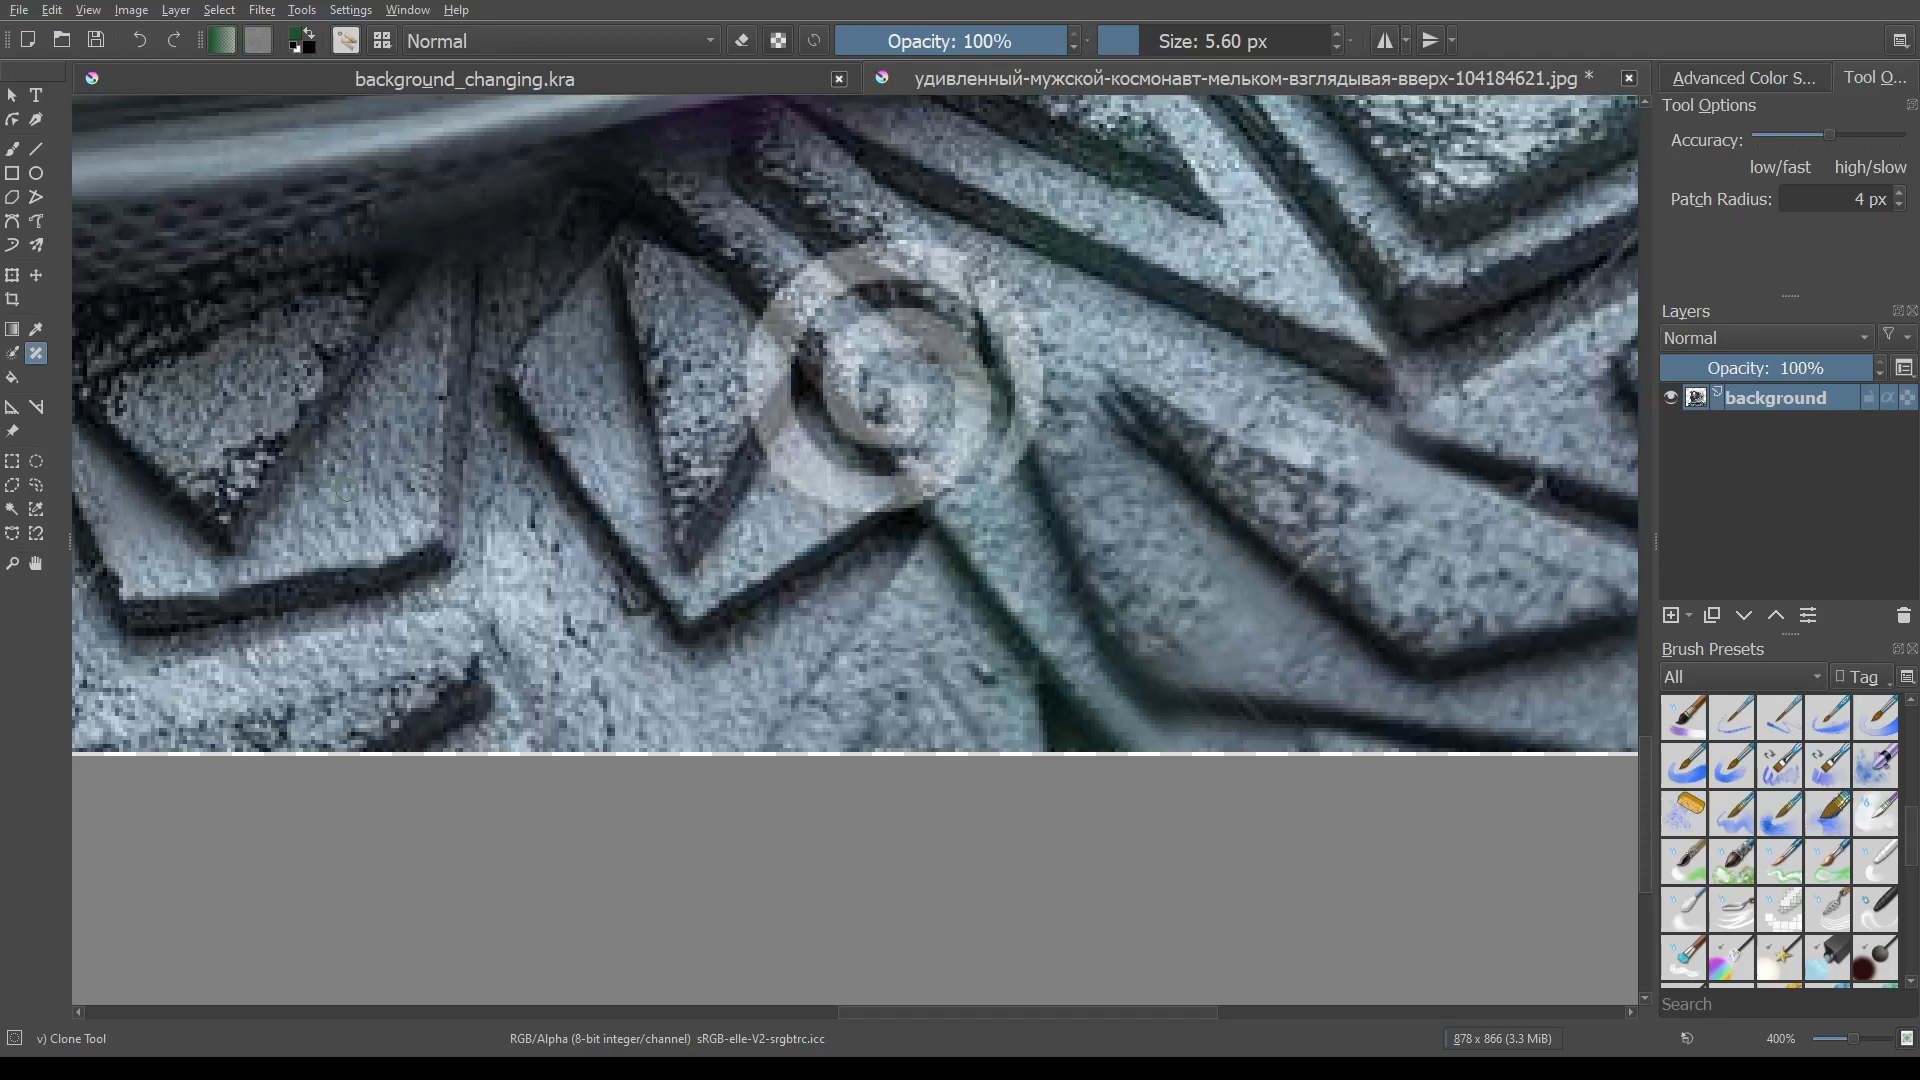 File Edit View Image Layer Select Filter Tools Settings Window Help
Normal
Opacity: 100%
Size: 5.60 px
background_changing.kra
удивленный-мужской-космонавт-мельком-взглядывая-вверх-104184621.jpg *
Advanced Color S...
Tool O...
Tool Options
Accuracy:
low/fast high/slow
Patch Radius: 4 px
Layers
Normal
Opacity: 100%
background
Brush Presets
All
Tag
Search
v) Clone Tool
RGB/Alpha (8-bit integer/channel) sRGB-elle-V2-srgbtrc.icc
878 x 866 (3.3 MiB)
400%